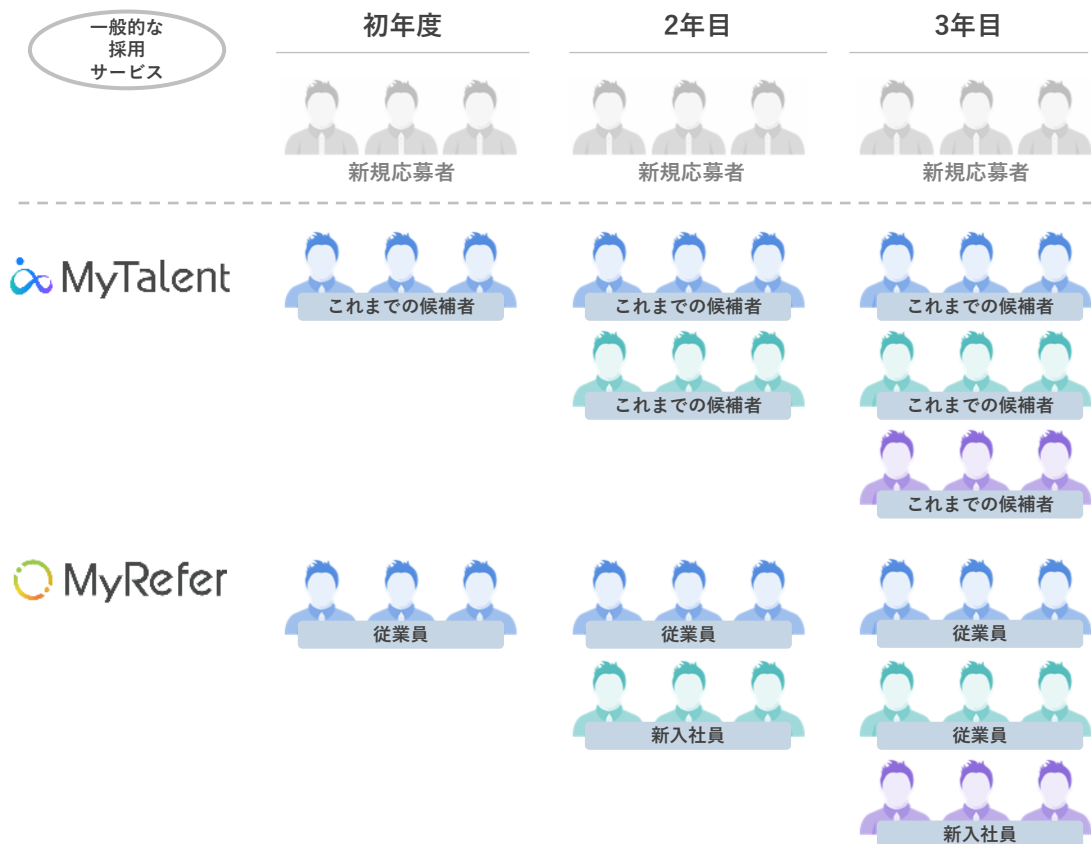 一般的な
採用
サービス
初年度
2年目
3年目
新規応募者
新規応募者
新規応募者
MyTalent
これまでの候補者
これまでの候補者
これまでの候補者
これまでの候補者
これまでの候補者
これまでの候補者
MyRefer
従業員
従業員
従業員
新入社員
従業員
新入社員